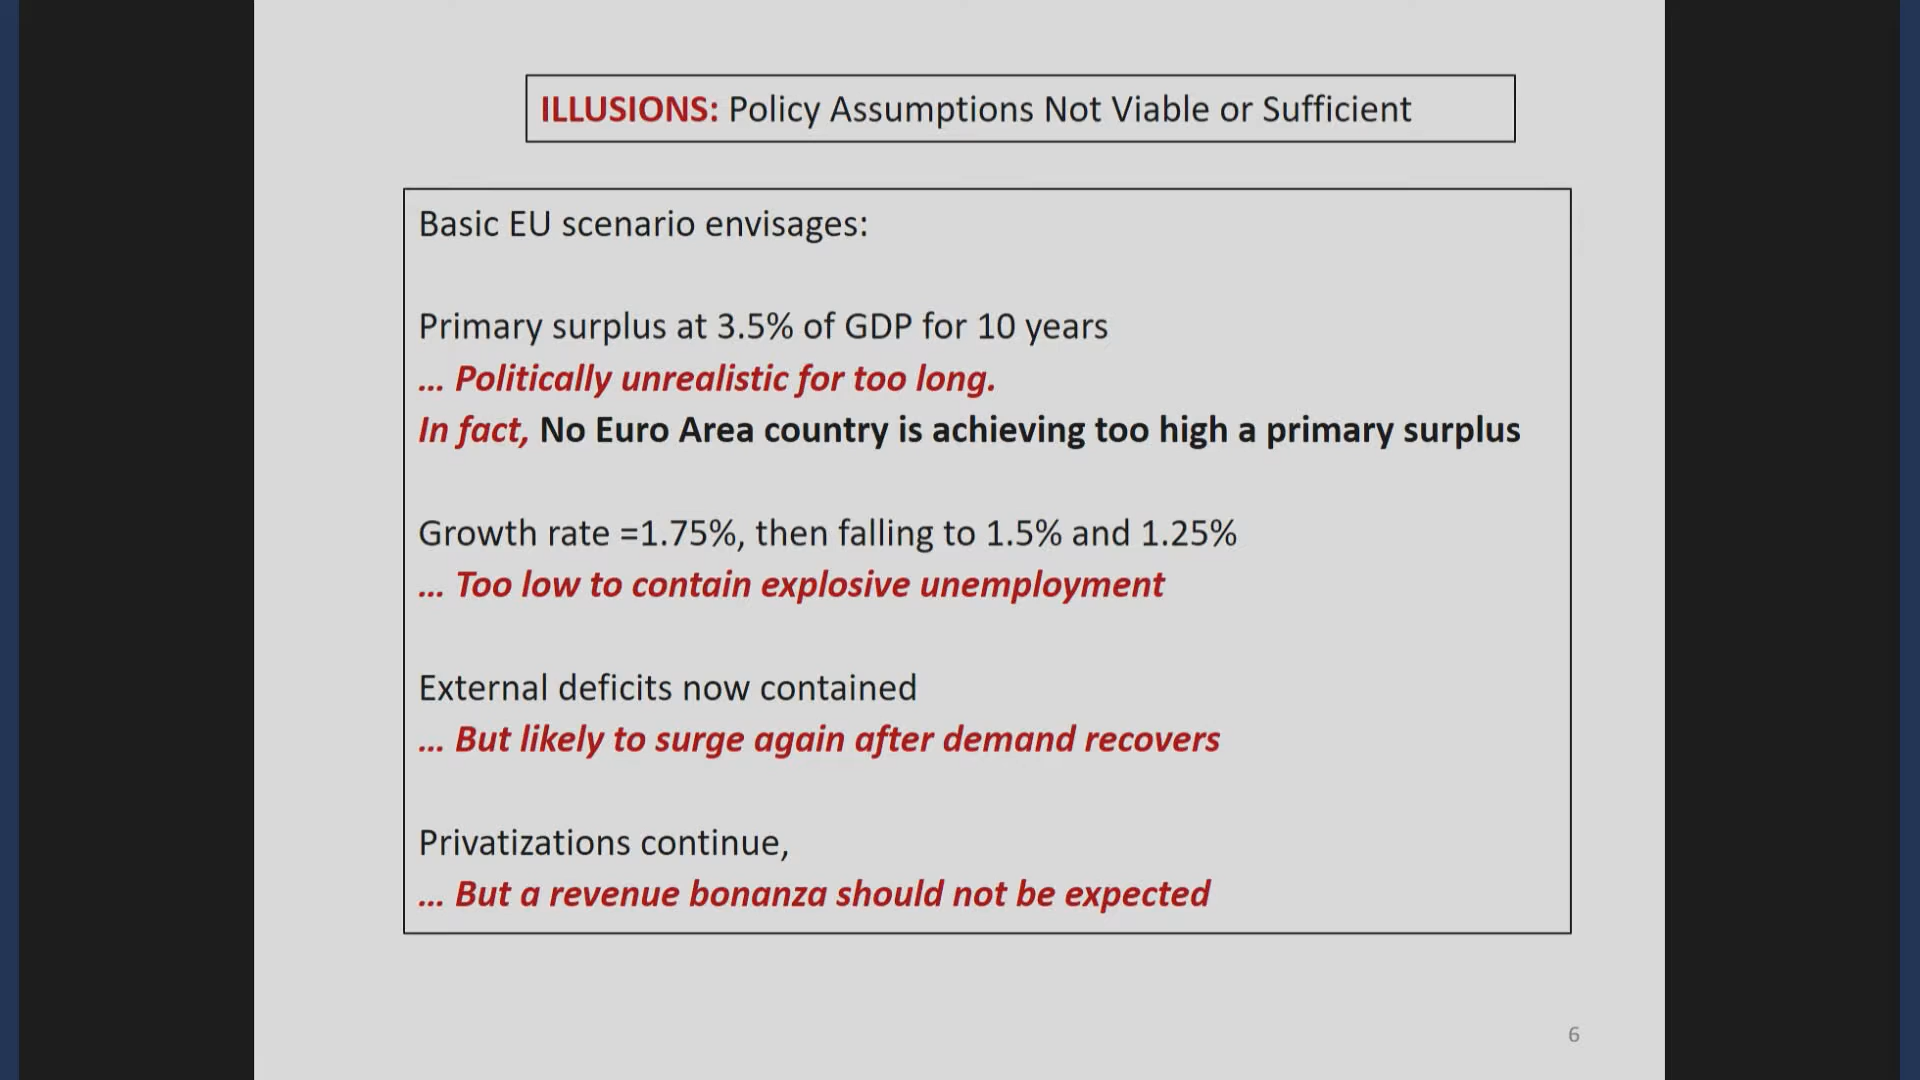 ILLUSIONS: Policy Assumptions Not Viable or Sufficient
Basic EU scenario envisages:
Primary surplus at 3.5% of GDP for 10 years
... Politically unrealistic for too long.
In fact, No Euro Area country is achieving too high a primary surplus
Growth rate =1.75%, then falling to 1.5% and 1.25%
... Too low to contain explosive unemployment
External deficits now contained
... But likely to surge again after demand recovers
Privatizations continue,
... But a revenue bonanza should not be expected
6